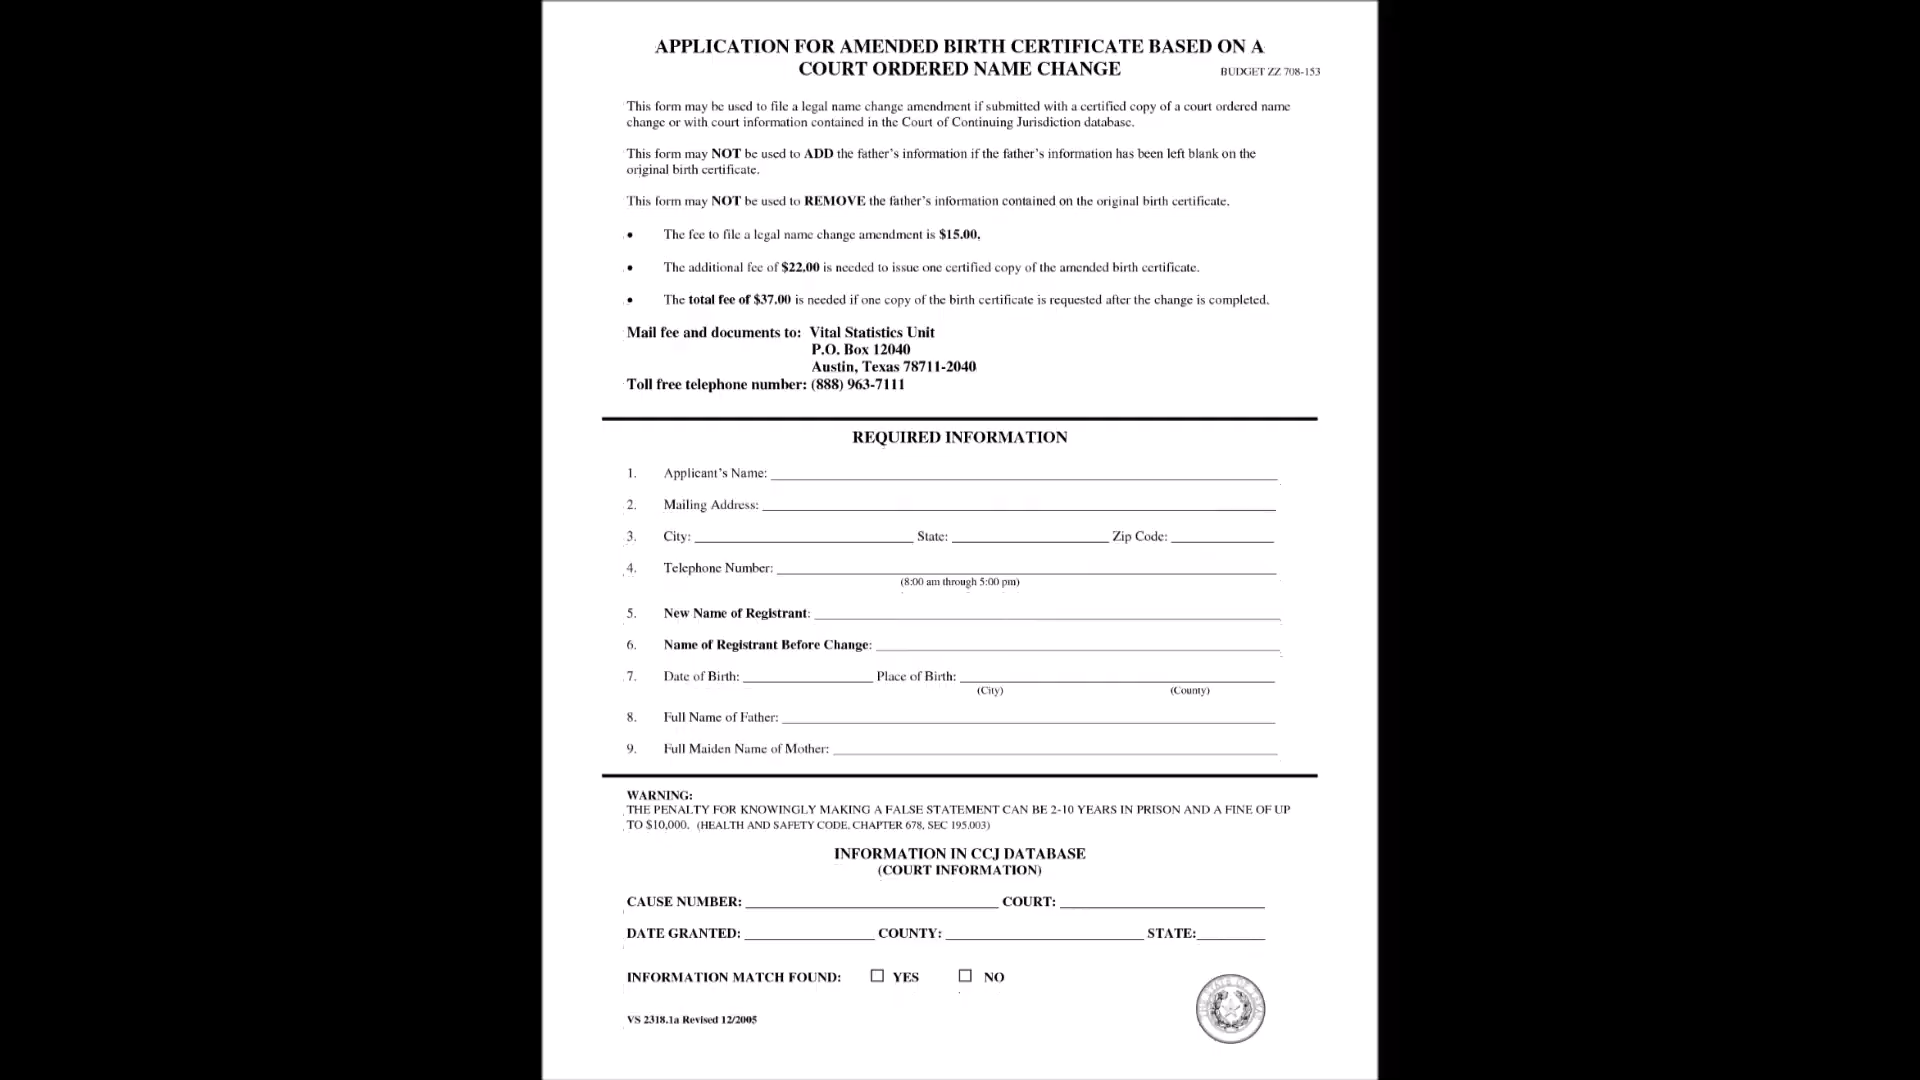 APPLICATION FOR AMENDED BIRTH CERTIFICATE BASED ON A
COURT ORDERED NAME CHANGE
BUDGET ZZ 708-153
This form may be used to file a legal name change amendment if submitted with a certified copy of a court ordered name
change or with court information contained in the Court of Continuing Jurisdiction database.
This form may NOT be used to ADD the father's information if the father's information has been left blank on the
original birth certificate.
This form may NOT be used to REMOVE the father's information contained on the original birth certificate.
• The fee to file a legal name change amendment is $15.00.
• The additional fee of $22.00 is needed to issue one certified copy of the amended birth certificate.
• The total fee of $37.00 is needed if one copy of the birth certificate is requested after the change is completed.
Mail fee and documents to: Vital Statistics Unit
P.O. Box 12040
Austin, Texas 78711-2040
Toll free telephone number: (888) 963-7111
REQUIRED INFORMATION
1. Applicant's Name:
2. Mailing Address:
3. City: State: Zip Code:
4. Telephone Number:
(8:00 am through 5:00 pm)
5. New Name of Registrant:
6. Name of Registrant Before Change:
7. Date of Birth: Place of Birth:
(City) (County)
8. Full Name of Father:
9. Full Maiden Name of Mother:
WARNING:
THE PENALTY FOR KNOWINGLY MAKING A FALSE STATEMENT CAN BE 2-10 YEARS IN PRISON AND A FINE OF UP
TO $10,000. (HEALTH AND SAFETY CODE, CHAPTER 678, SEC 195.003)
INFORMATION IN CCJ DATABASE
(COURT INFORMATION)
CAUSE NUMBER: COURT:
DATE GRANTED: COUNTY: STATE:
INFORMATION MATCH FOUND: ☐ YES ☐ NO
VS 2318.1a Revised 12/2005
THE STATE OF TEXAS